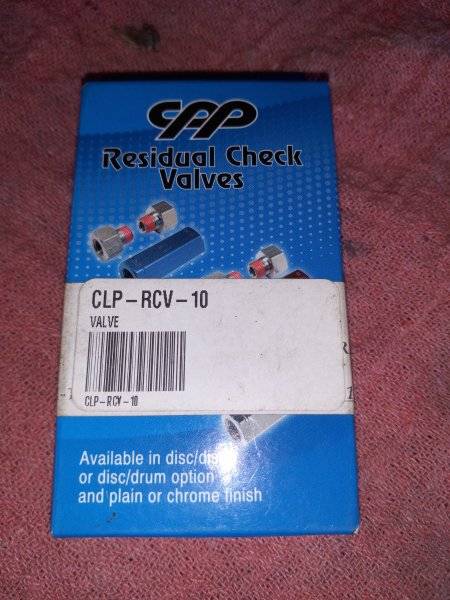 CPP
Residual Check
Valves
CLP-RCV-10
VALVE
CLP-RCV-10
Available in disc/dis
or disc/drum option
and plain or chrome finish